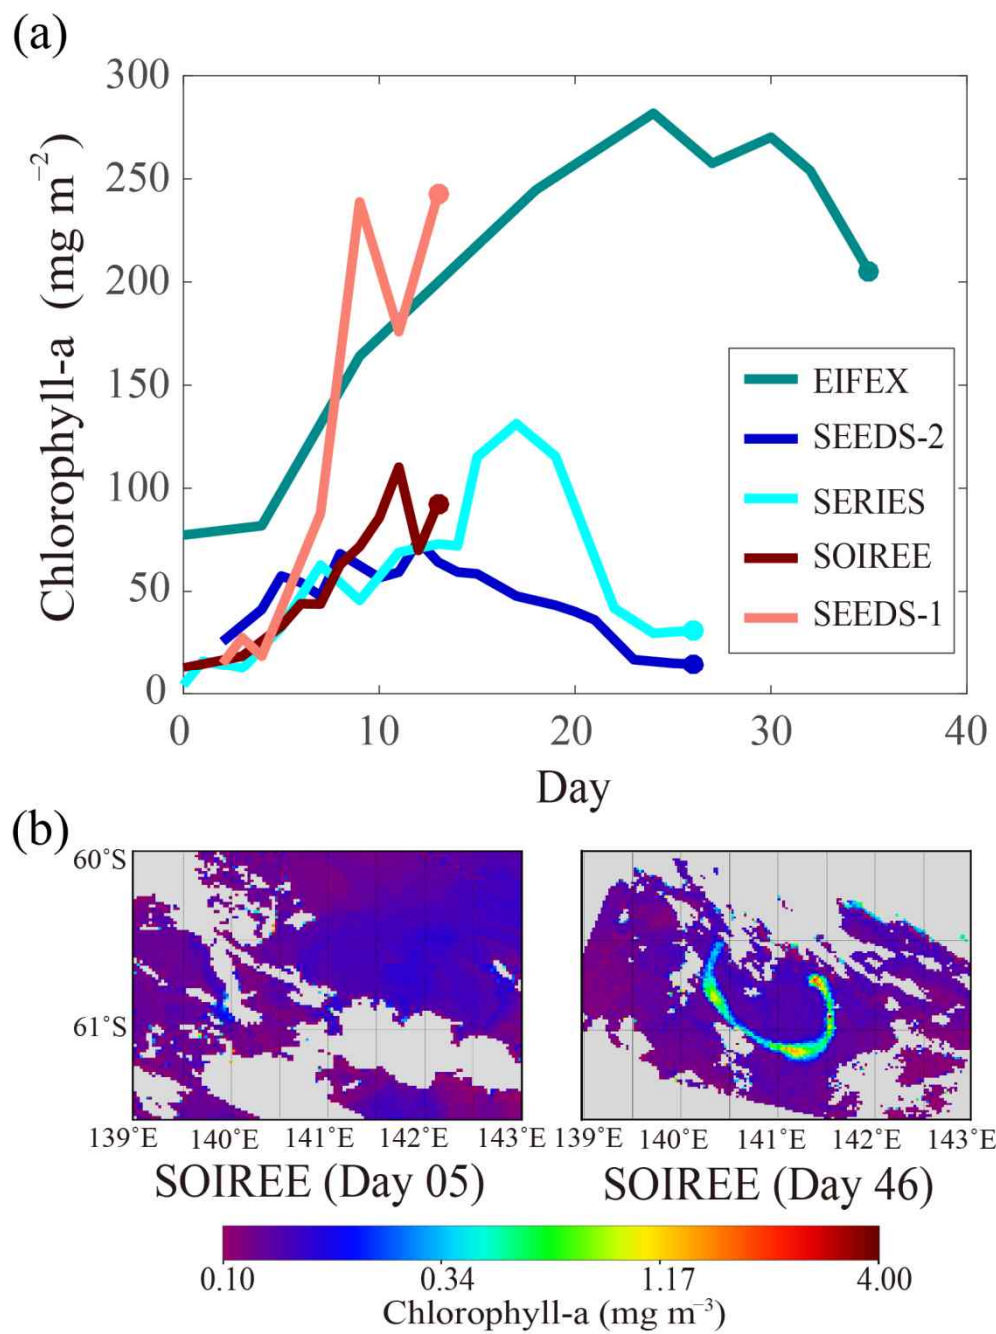 (a)
300
250
200
150
100
50
0
Chlorophyll-a (mg m⁻²)
0 10 20 30 40
Day
EIFEX
SEEDS-2
SERIES
SOIREE
SEEDS-1
(b)
60°S
61°S
139°E 140°E 141°E 142°E 143°E
139°E 140°E 141°E 142°E 143°E
SOIREE (Day 05)
SOIREE (Day 46)
0.10 0.34 1.17 4.00
Chlorophyll-a (mg m⁻³)